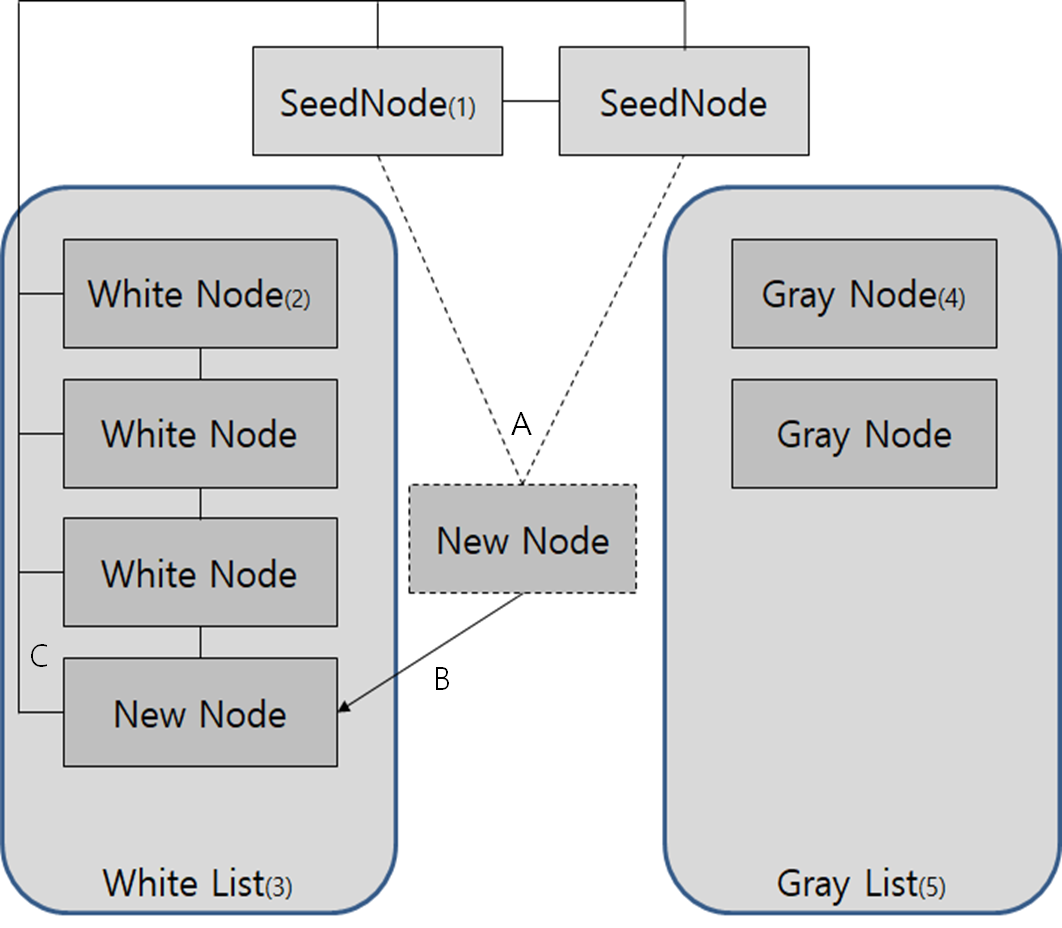 SeedNode(1)
SeedNode
White Node(2)
Gray Node(4)
White Node
Gray Node
A
New Node
White Node
C
B
New Node
White List(3)
Gray List(5)